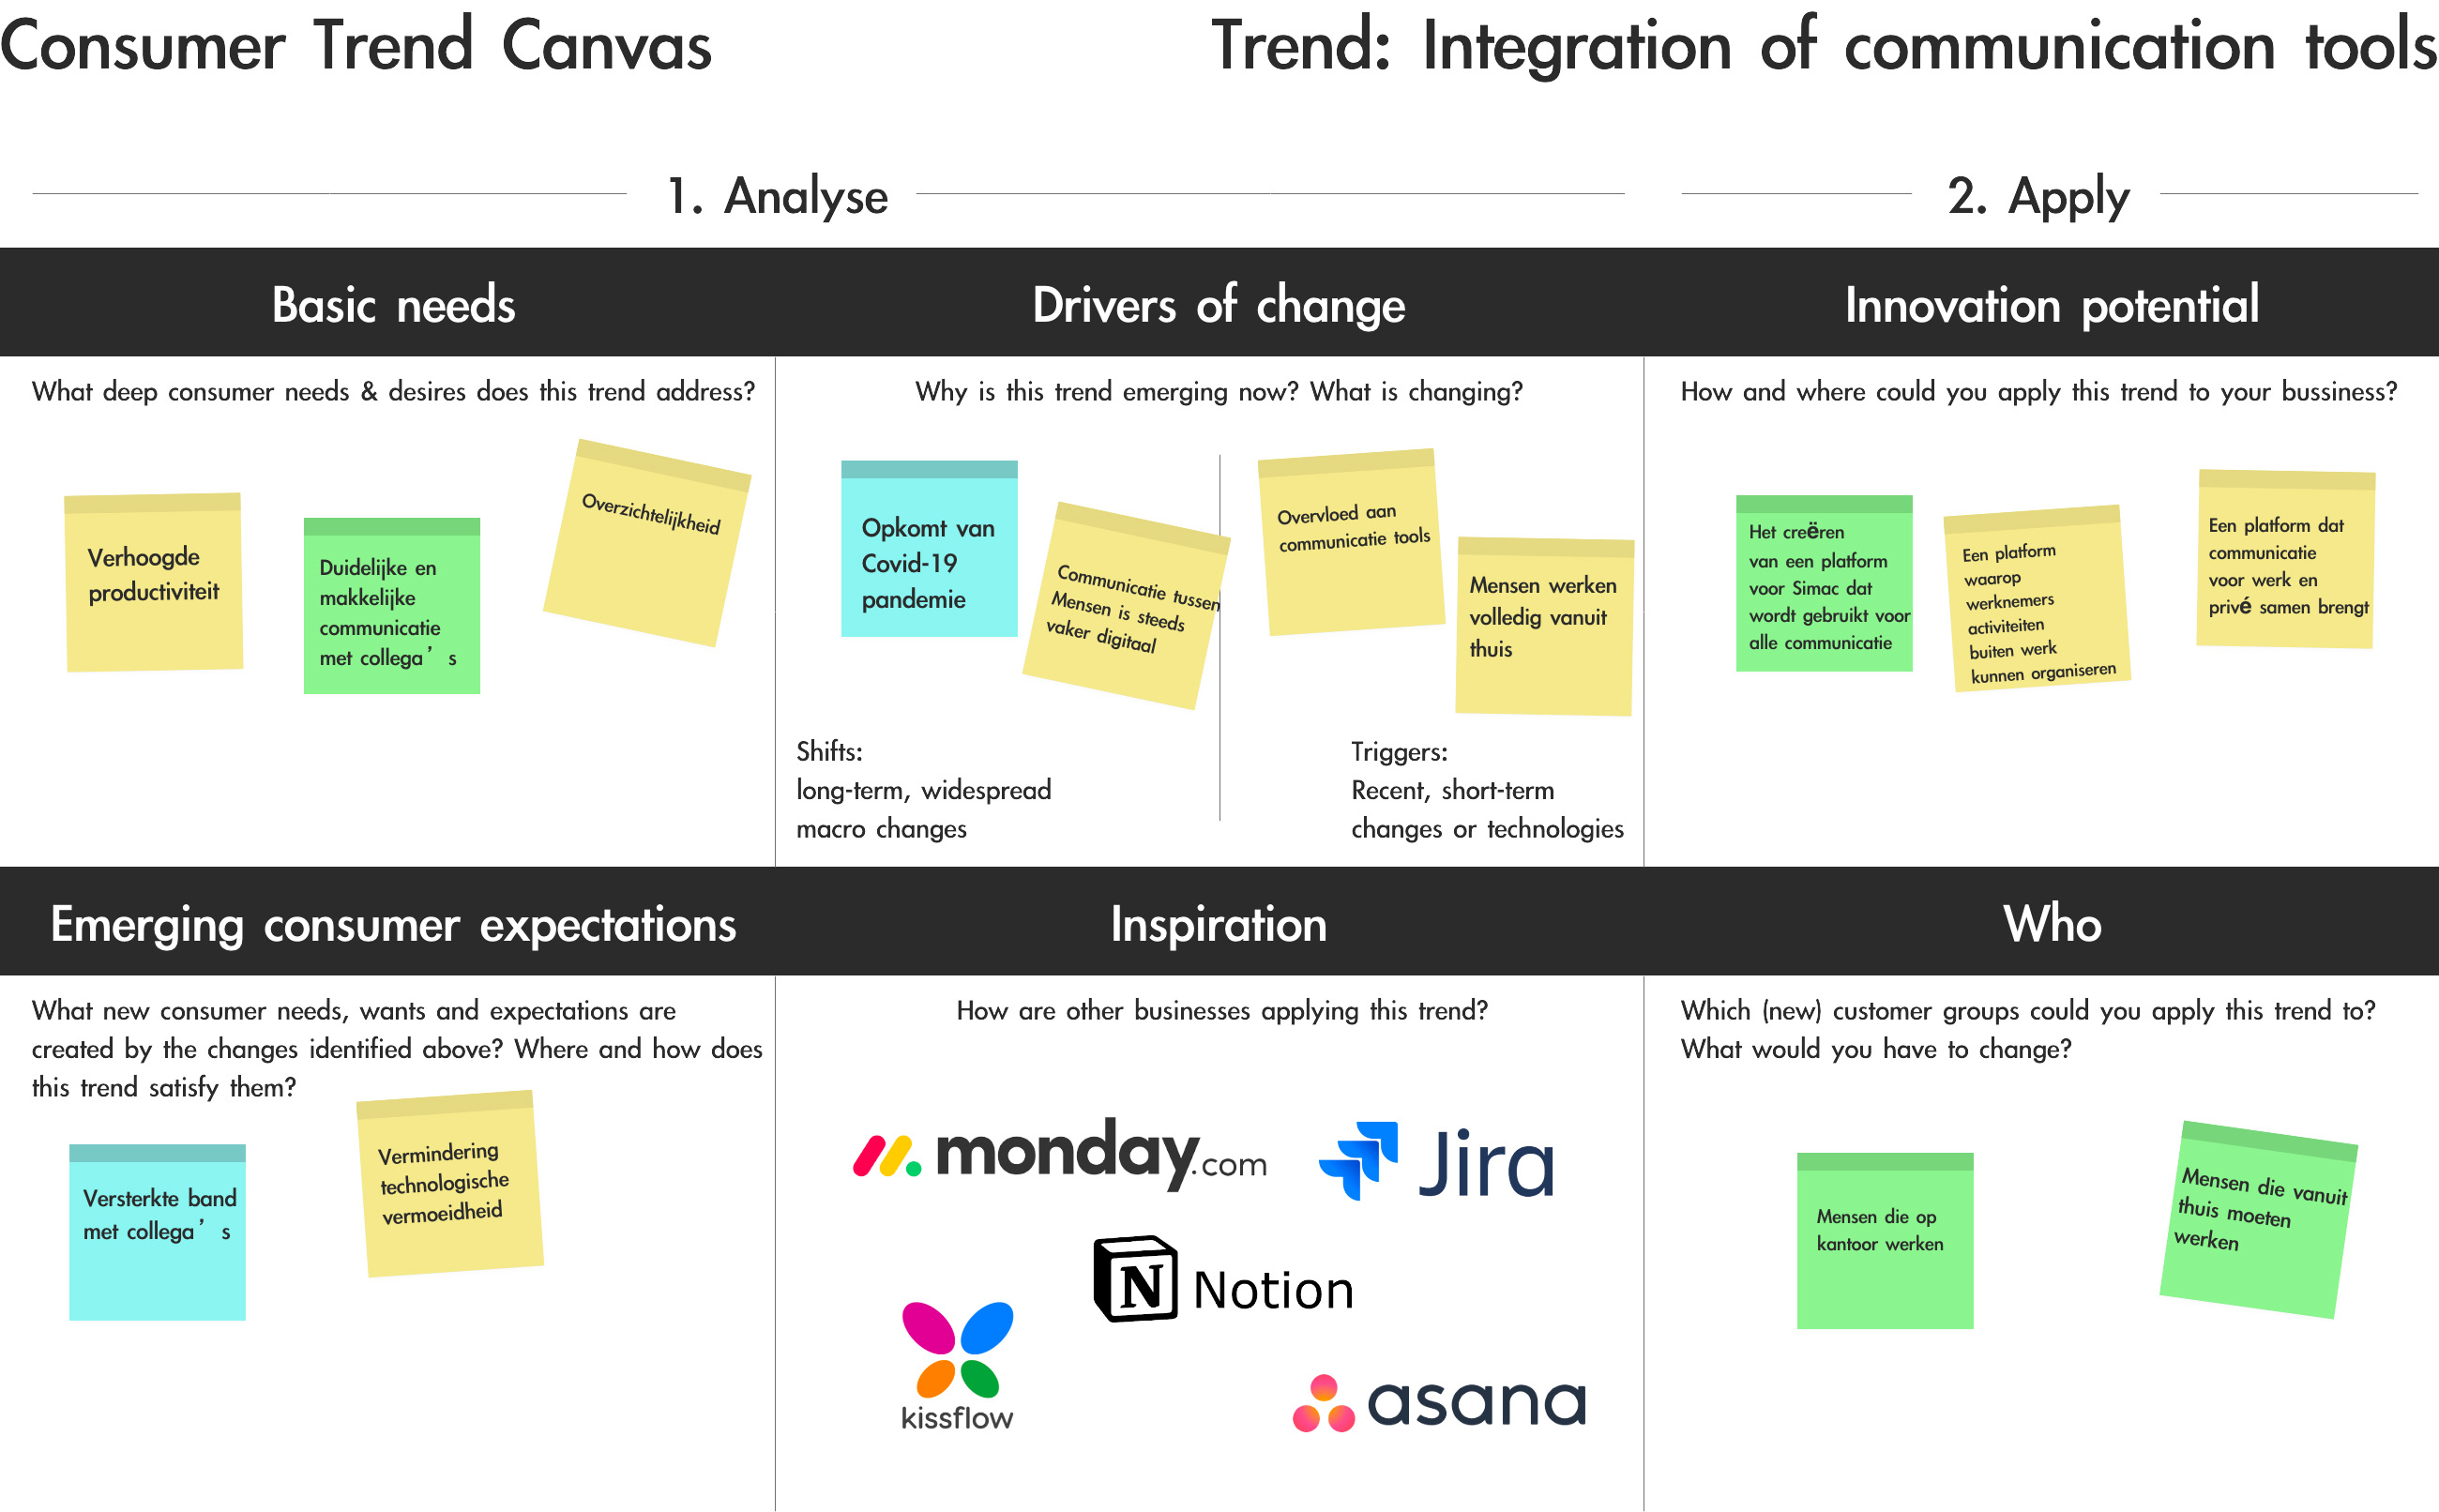 Consumer Trend Canvas
Trend: Integration of communication tools
1. Analyse
2. Apply
Basic needs
Drivers of change
Innovation potential
What deep consumer needs & desires does this trend address?
Why is this trend emerging now? What is changing?
How and where could you apply this trend to your bussiness?
Verhoogde
productiviteit
Duidelijke en
makkelijke
communicatie
met collega’ s
Overzichtelijkheid
Opkomt van
Covid-19
pandemie
Communicatie tussen
Mensen is steeds
vaker digitaal
Overvloed aan
communicatie tools
Mensen werken
volledig vanuit
thuis
Shifts:
long-term, widespread
macro changes
Triggers:
Recent, short-term
changes or technologies
Het creëren
van een platform
voor Simac dat
wordt gebruikt voor
alle communicatie
Een platform
waarop
werknemers
activiteiten
buiten werk
kunnen organiseren
Een platform dat
communicatie
voor werk en
privé samen brengt
Emerging consumer expectations
Inspiration
Who
What new consumer needs, wants and expectations are
created by the changes identified above? Where and how does
this trend satisfy them?
How are other businesses applying this trend?
Which (new) customer groups could you apply this trend to?
What would you have to change?
Versterkte band
met collega’ s
Vermindering
technologische
vermoeidheid
monday.com
Jira
N Notion
kissflow
asana
Mensen die op
kantoor werken
Mensen die vanuit
thuis moeten
werken